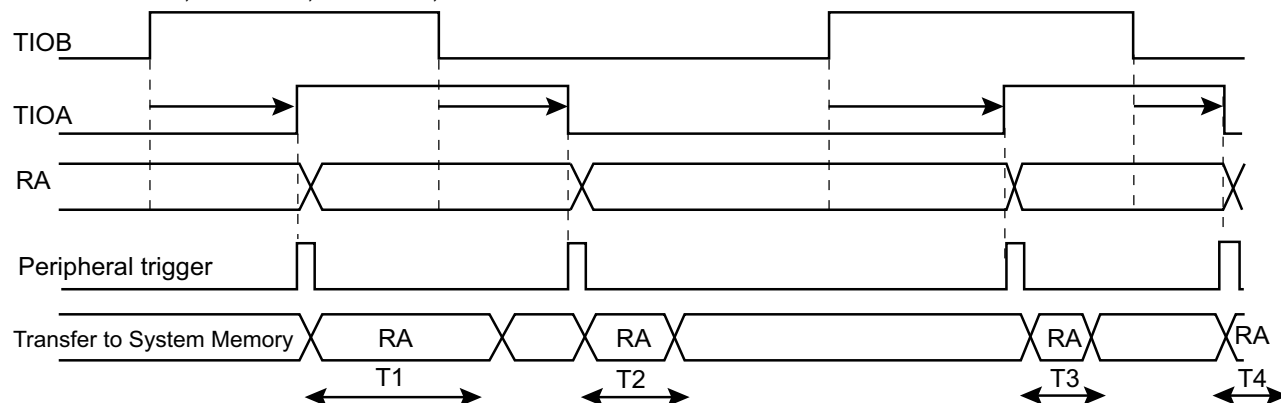 TIOB
TIOA
RA
Peripheral trigger
Transfer to System Memory RA RA RA RA
T1 T2 T3 T4